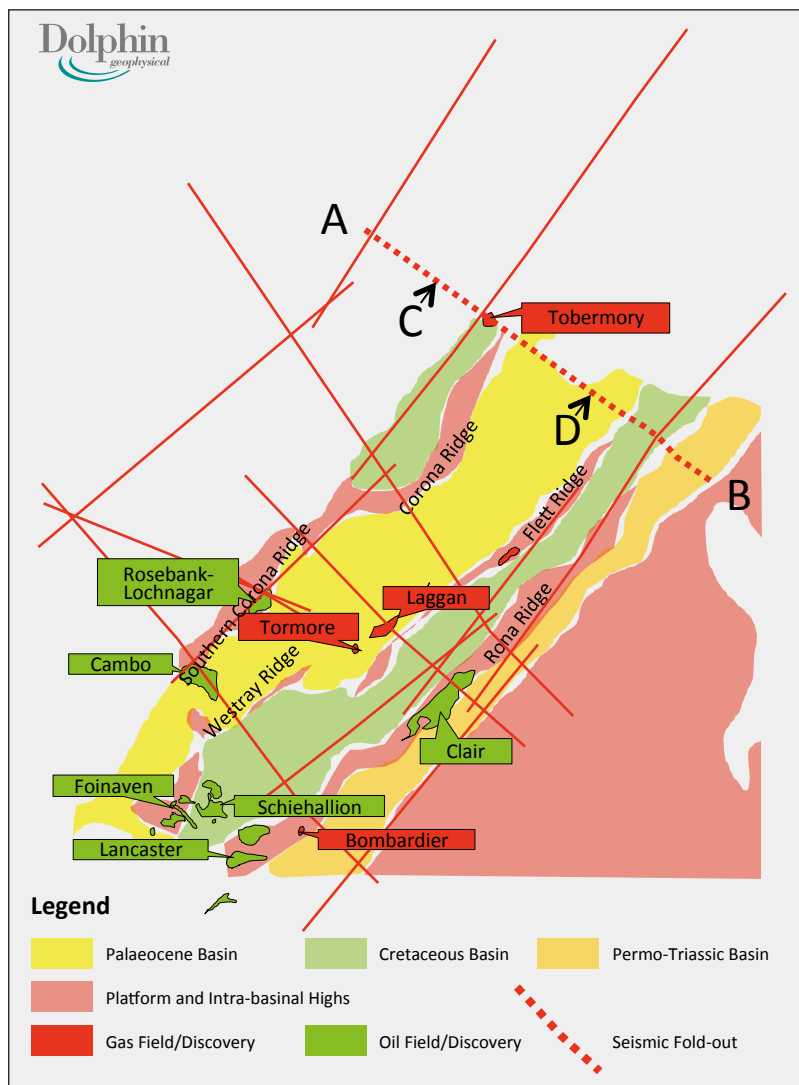 Dolphin
geophysical
A
C
Tobermory
D
B
Corona Ridge
Flett Ridge
Southern Corona Ridge
Rosebank-
Lochnagar
Laggan
Tormore
Rona Ridge
Cambo
Westray Ridge
Clair
Foinaven
Schiehallion
Lancaster
Bombardier
Legend
Palaeocene Basin
Cretaceous Basin
Permo-Triassic Basin
Platform and Intra-basinal Highs
Gas Field/Discovery
Oil Field/Discovery
Seismic Fold-out